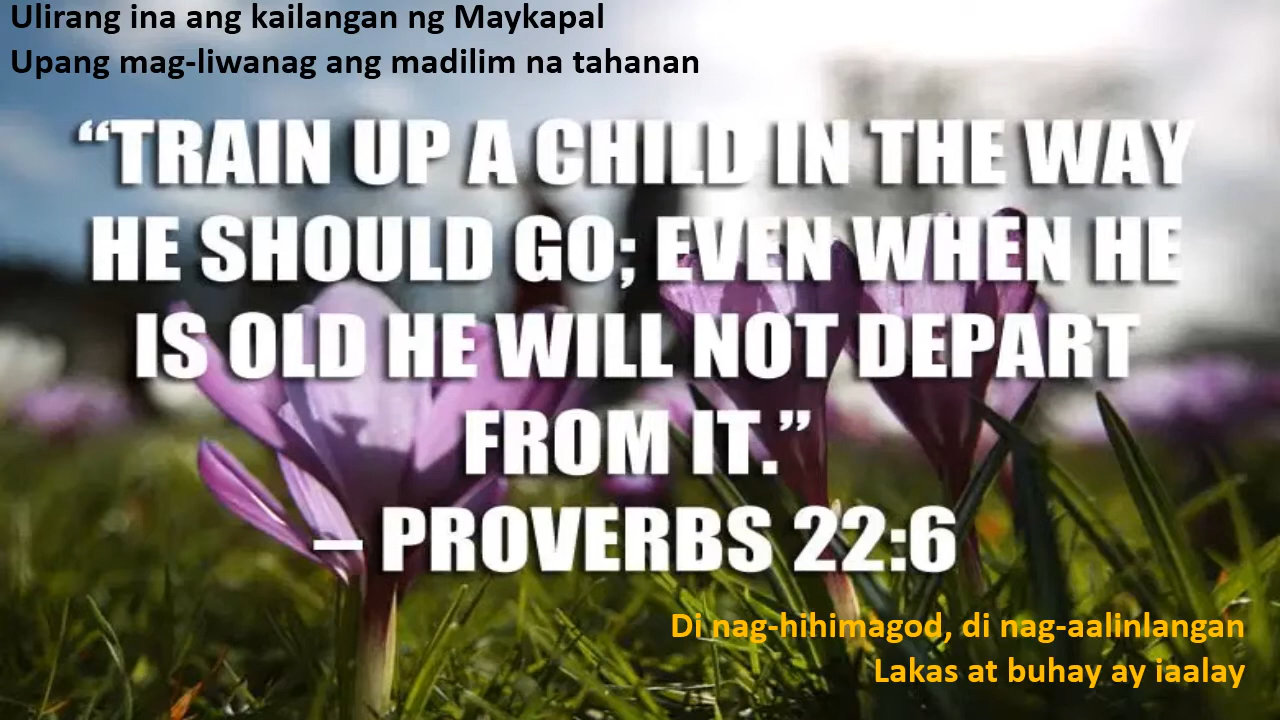 Ulirang ina ang kailangan ng Maykapal
Upang mag-liwanag ang madilim na tahanan
“TRAIN UP A CHILD IN THE WAY
HE SHOULD GO; EVEN WHEN HE
IS OLD HE WILL NOT DEPART
FROM IT.”
– PROVERBS 22:6
Di nag-hihimagod, di nag-aalinlangan
Lakas at buhay ay iaalay